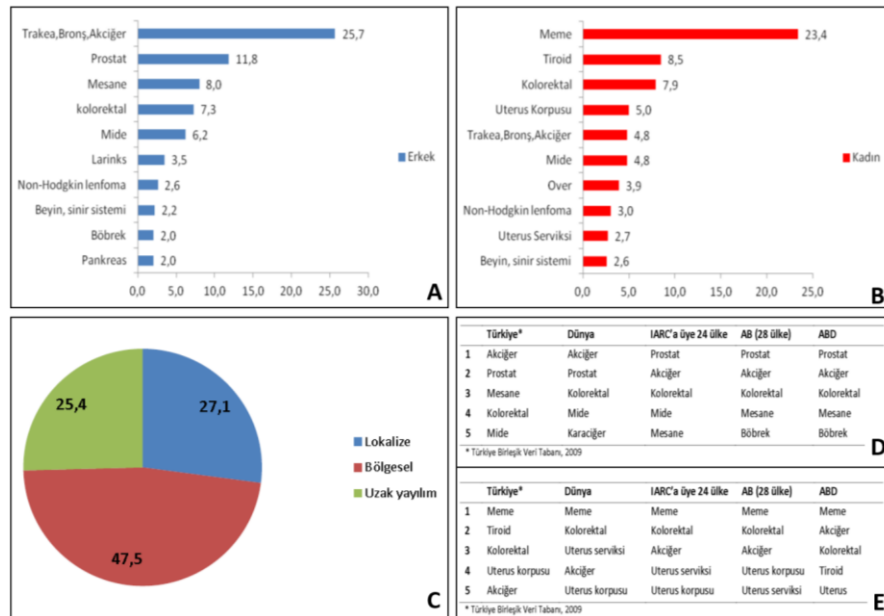 Trakea,Bronş,Akciğer 25,7
Prostat 11,8
Mesane 8,0
kolorektal 7,3
Mide 6,2
Larinks 3,5
Non-Hodgkin lenfoma 2,6
Beyin, sinir sistemi 2,2
Böbrek 2,0
Pankreas 2,0
0,0 5,0 10,0 15,0 20,0 25,0 30,0
Erkek
A
Meme 23,4
Tiroid 8,5
Kolorektal 7,9
Uterus Korpusu 5,0
Trakea,Bronş,Akciğer 4,8
Mide 4,8
Over 3,9
Non-Hodgkin lenfoma 3,0
Uterus Serviksi 2,7
Beyin, sinir sistemi 2,6
0,0 5,0 10,0 15,0 20,0 25,0
Kadın
B
25,4
27,1
47,5
Lokalize
Bölgesel
Uzak yayılım
C
Türkiye* Dünya IARC'a üye 24 ülke AB (28 ülke) ABD
1 Akciğer Akciğer Prostat Prostat Prostat
2 Prostat Prostat Akciğer Akciğer Akciğer
3 Mesane Kolorektal Kolorektal Kolorektal Kolorektal
4 Kolorektal Mide Mide Mesane Mesane
5 Mide Karaciğer Mesane Böbrek Böbrek
* Türkiye Birleşik Veri Tabanı, 2009
D
Türkiye* Dünya IARC'a üye 24 ülke AB (28 ülke) ABD
1 Meme Meme Meme Meme Meme
2 Tiroid Kolorektal Kolorektal Kolorektal Akciğer
3 Kolorektal Uterus serviksi Akciğer Akciğer Kolorektal
4 Uterus korpusu Akciğer Uterus serviksi Uterus korpusu Tiroid
5 Akciğer Uterus korpusu Uterus korpusu Uterus serviksi Uterus
* Türkiye Birleşik Veri Tabanı, 2009
E